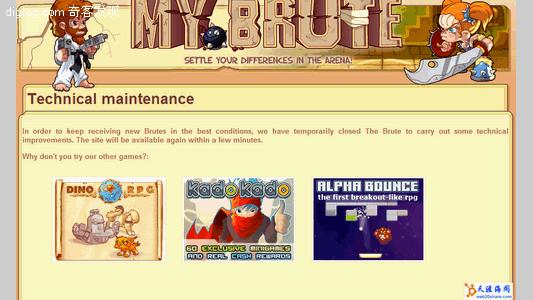 digLog.com 奇客发现
MY BRUTE
SETTLE YOUR DIFFERENCES IN THE ARENA!
Technical maintenance
In order to keep receiving new Brutes in the best conditions, we have temporarily closed The Brute to carry out some technical
improvements. The site will be available again within a few minutes.
Why don't you try our other games?:
DINO RPG
kadokado
60 EXCLUSIVE MINIGAMES
AND REAL CASH REWARDS
ALPHA BOUNCE
the first breakout-like rpg
天涯海阁
web20share.com